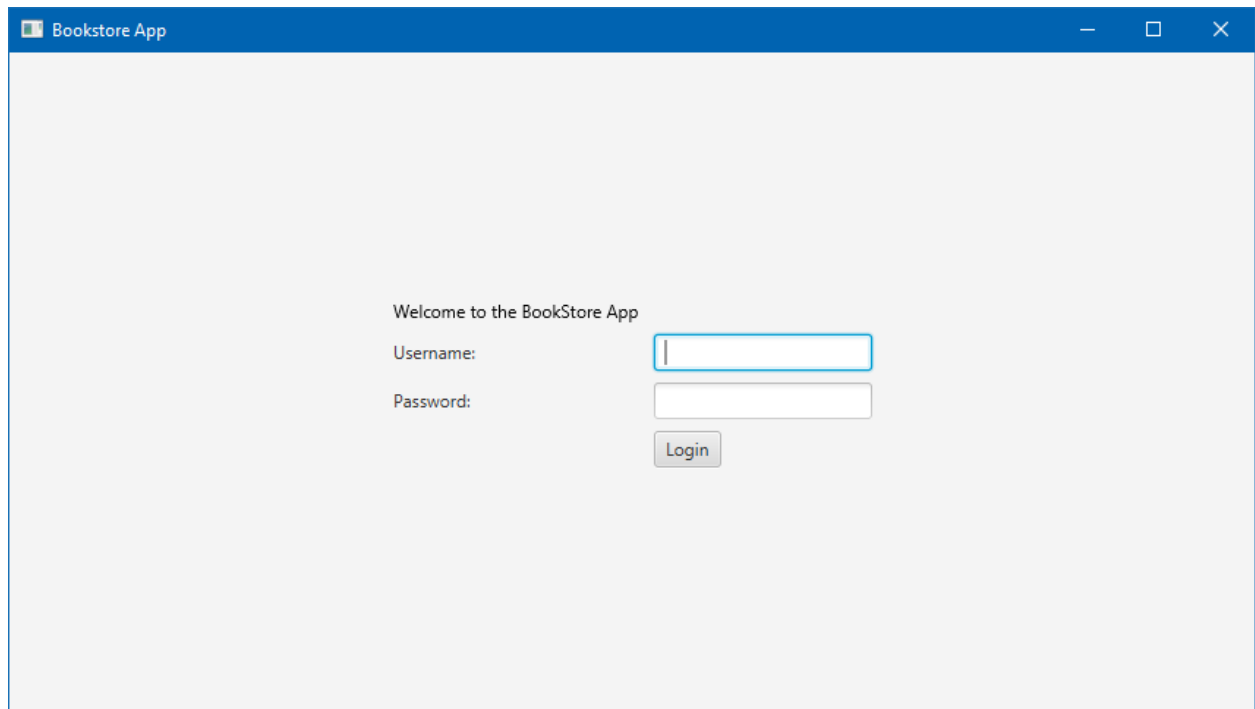 Bookstore App
Welcome to the BookStore App
Username:
Password:
Login